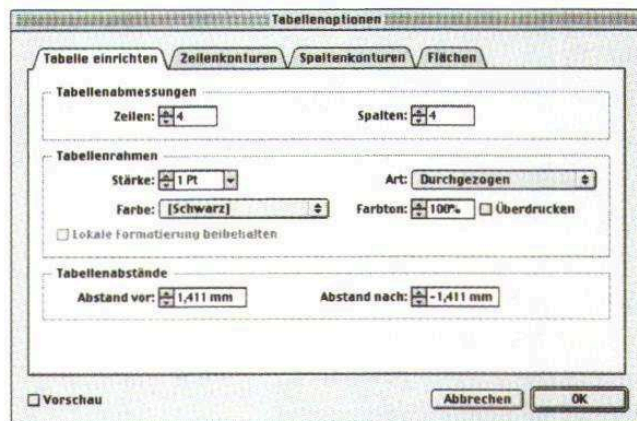 Tabellenoptionen
Tabelle einrichten Zeilenkonturen Spaltenkonturen Flächen
Tabellenabmessungen
Zeilen: 4 Spalten: 4
Tabellenrahmen
Stärke: 1 Pt Art: Durchgezogen
Farbe: [Schwarz] Farbton: 100% Überdrucken
Lokale Formatierung beibehalten
Tabellenabstände
Abstand vor: 1,411 mm Abstand nach: -1,411 mm
Vorschau Abbrechen OK